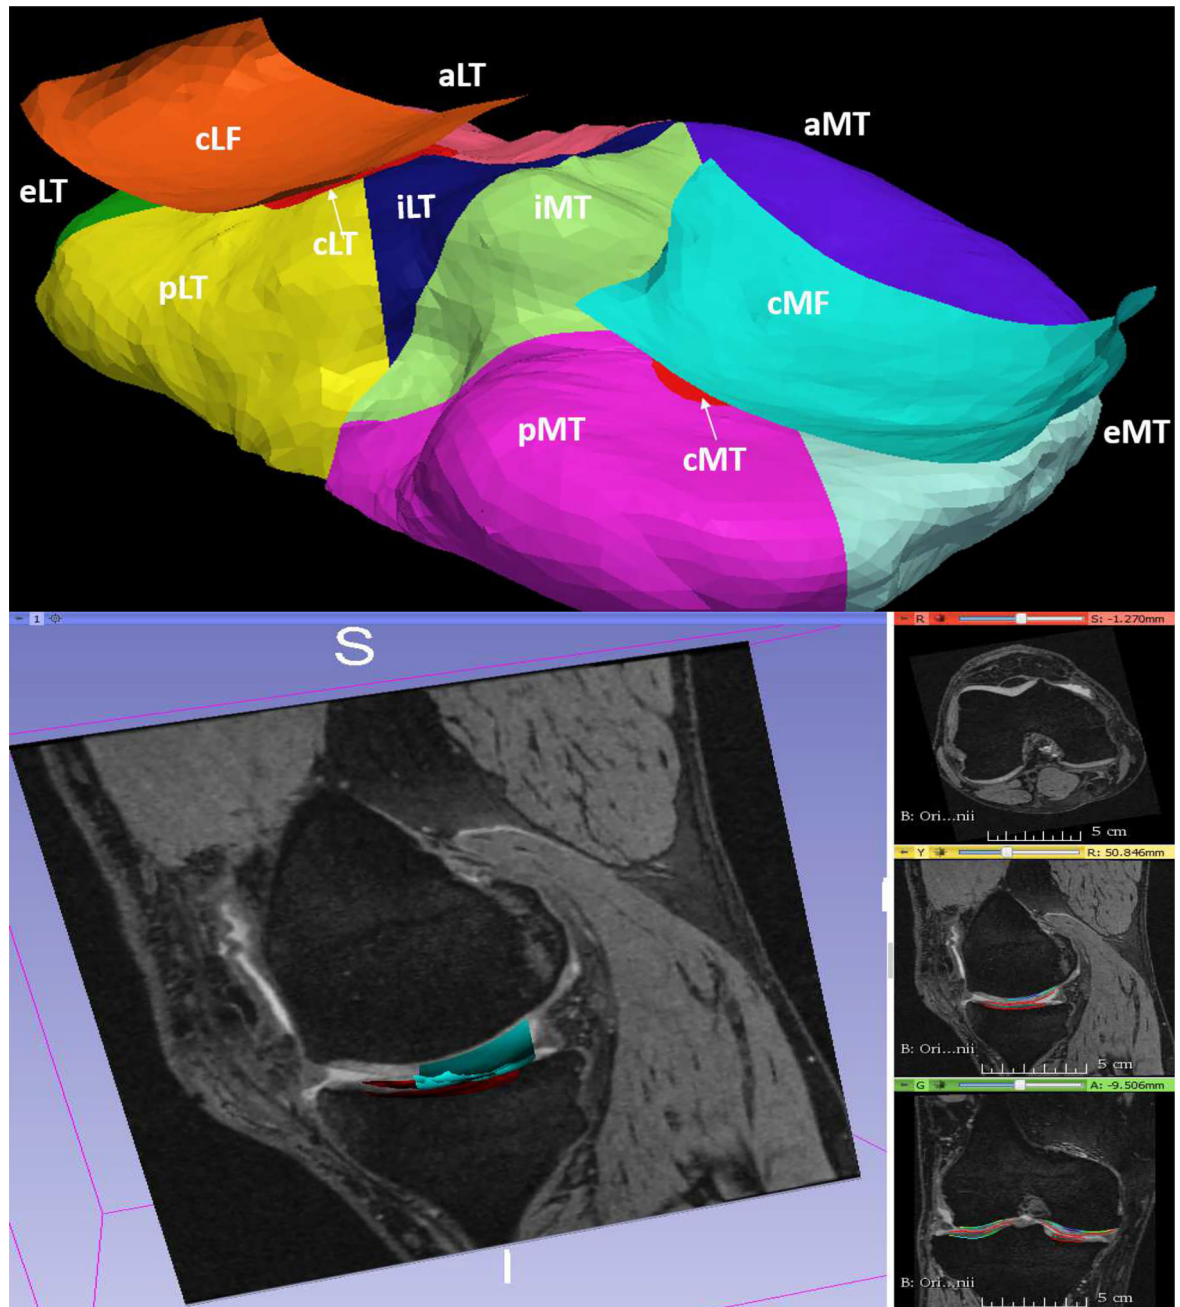 aLT
aMT
cLF
eLT
iLT
iMT
cLT
pLT
cMF
pMT
eMT
cMT
1
R
S: -1.270mm
S
B: Ori...nii
5 cm
Y
R: 50.846mm
B: Ori...nii
5 cm
G
A: -9.506mm
I
B: Ori...nii
5 cm